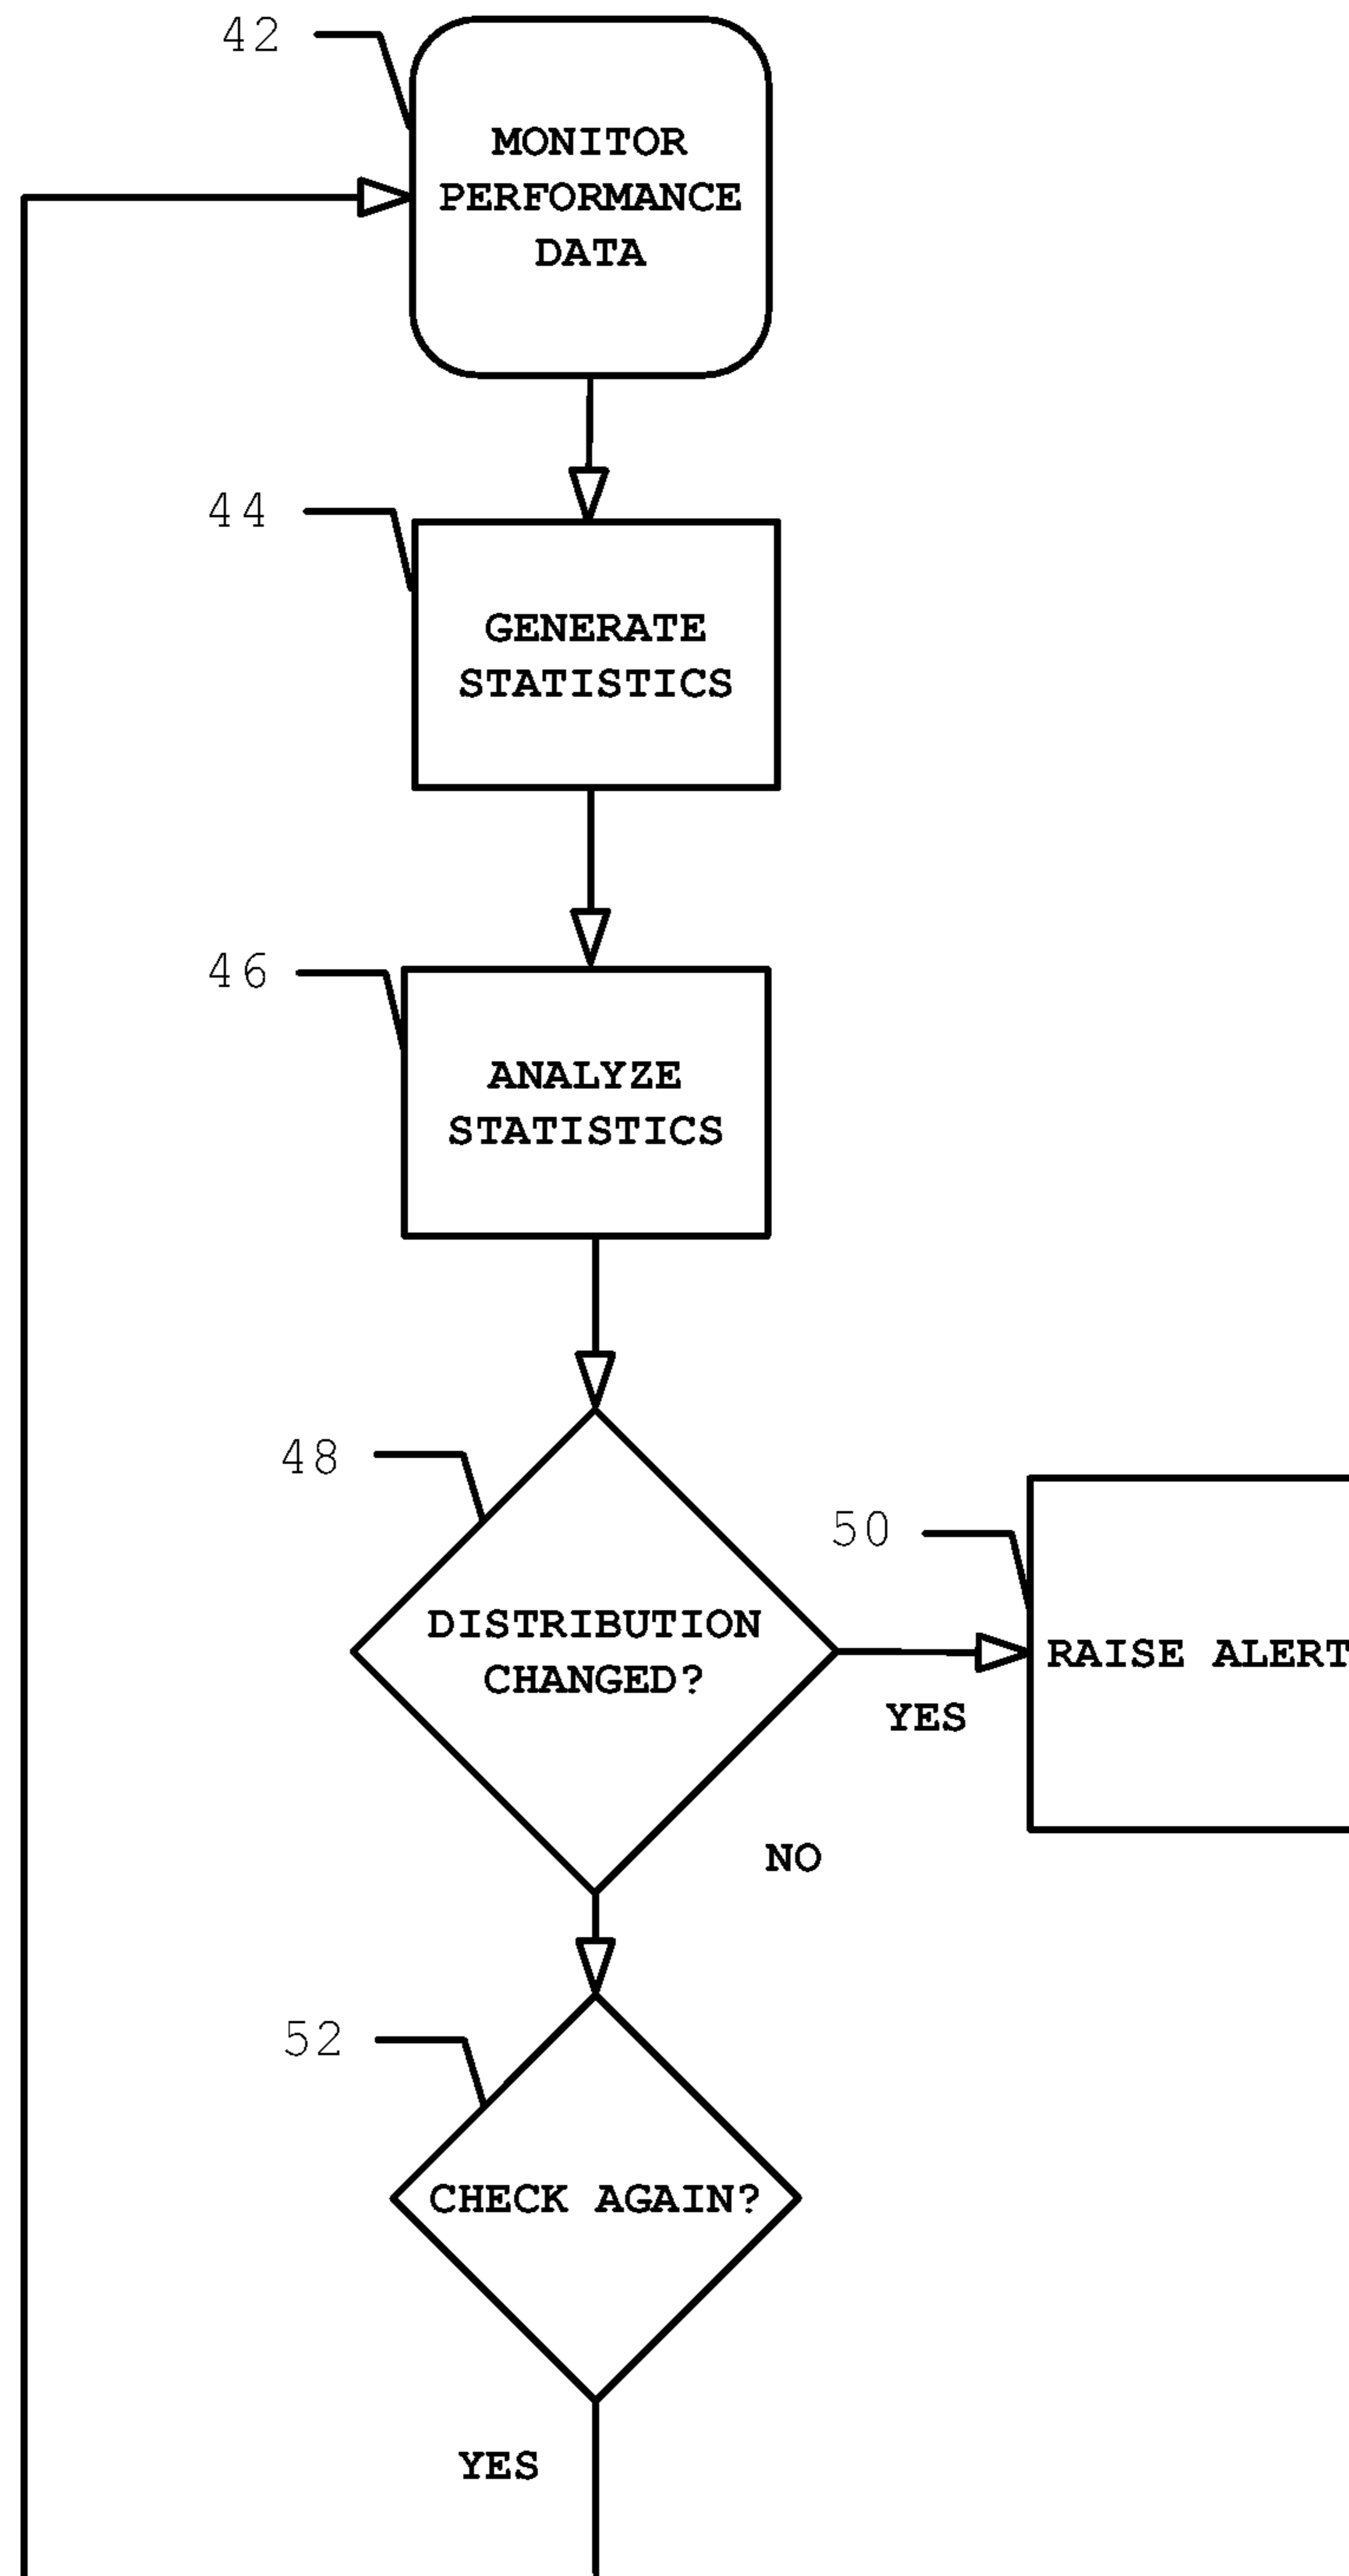 42
MONITOR
PERFORMANCE
DATA
44
GENERATE
STATISTICS
46
ANALYZE
STATISTICS
48
DISTRIBUTION
CHANGED?
50
RAISE ALERT
YES
NO
52
CHECK AGAIN?
YES